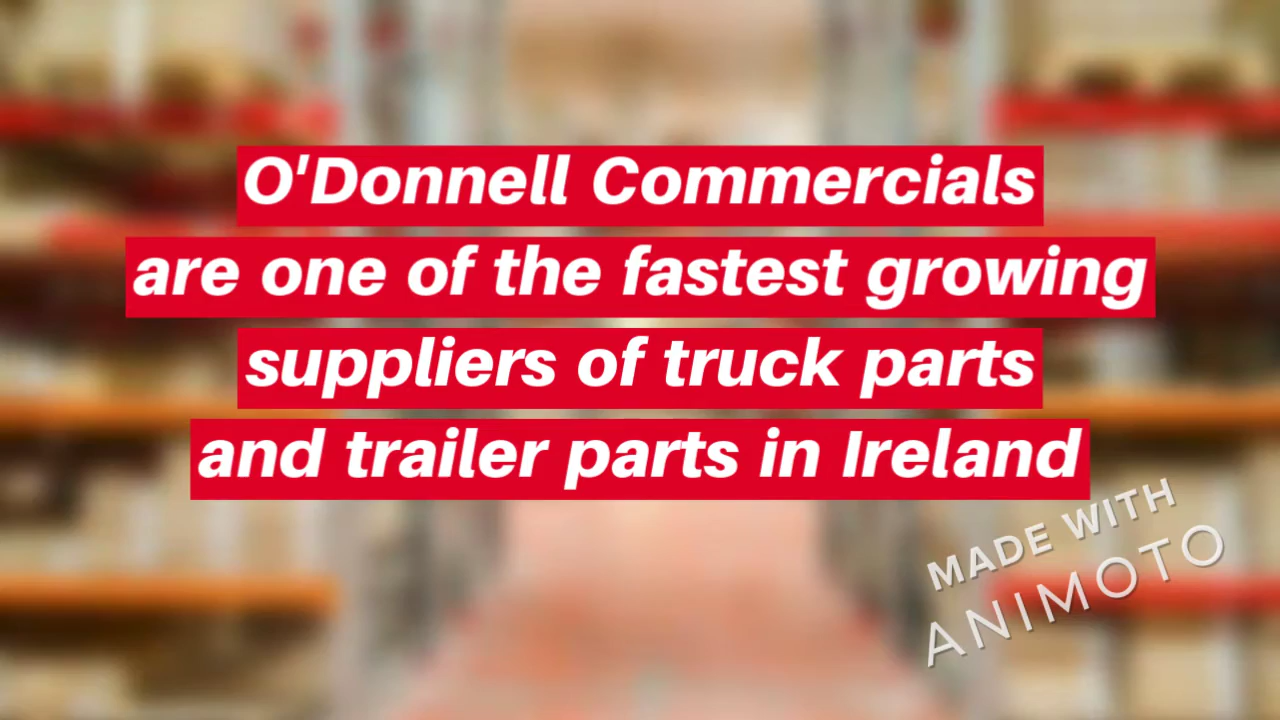 O'Donnell Commercials
are one of the fastest growing
suppliers of truck parts
and trailer parts in Ireland
MADE WITH
ANIMOTO